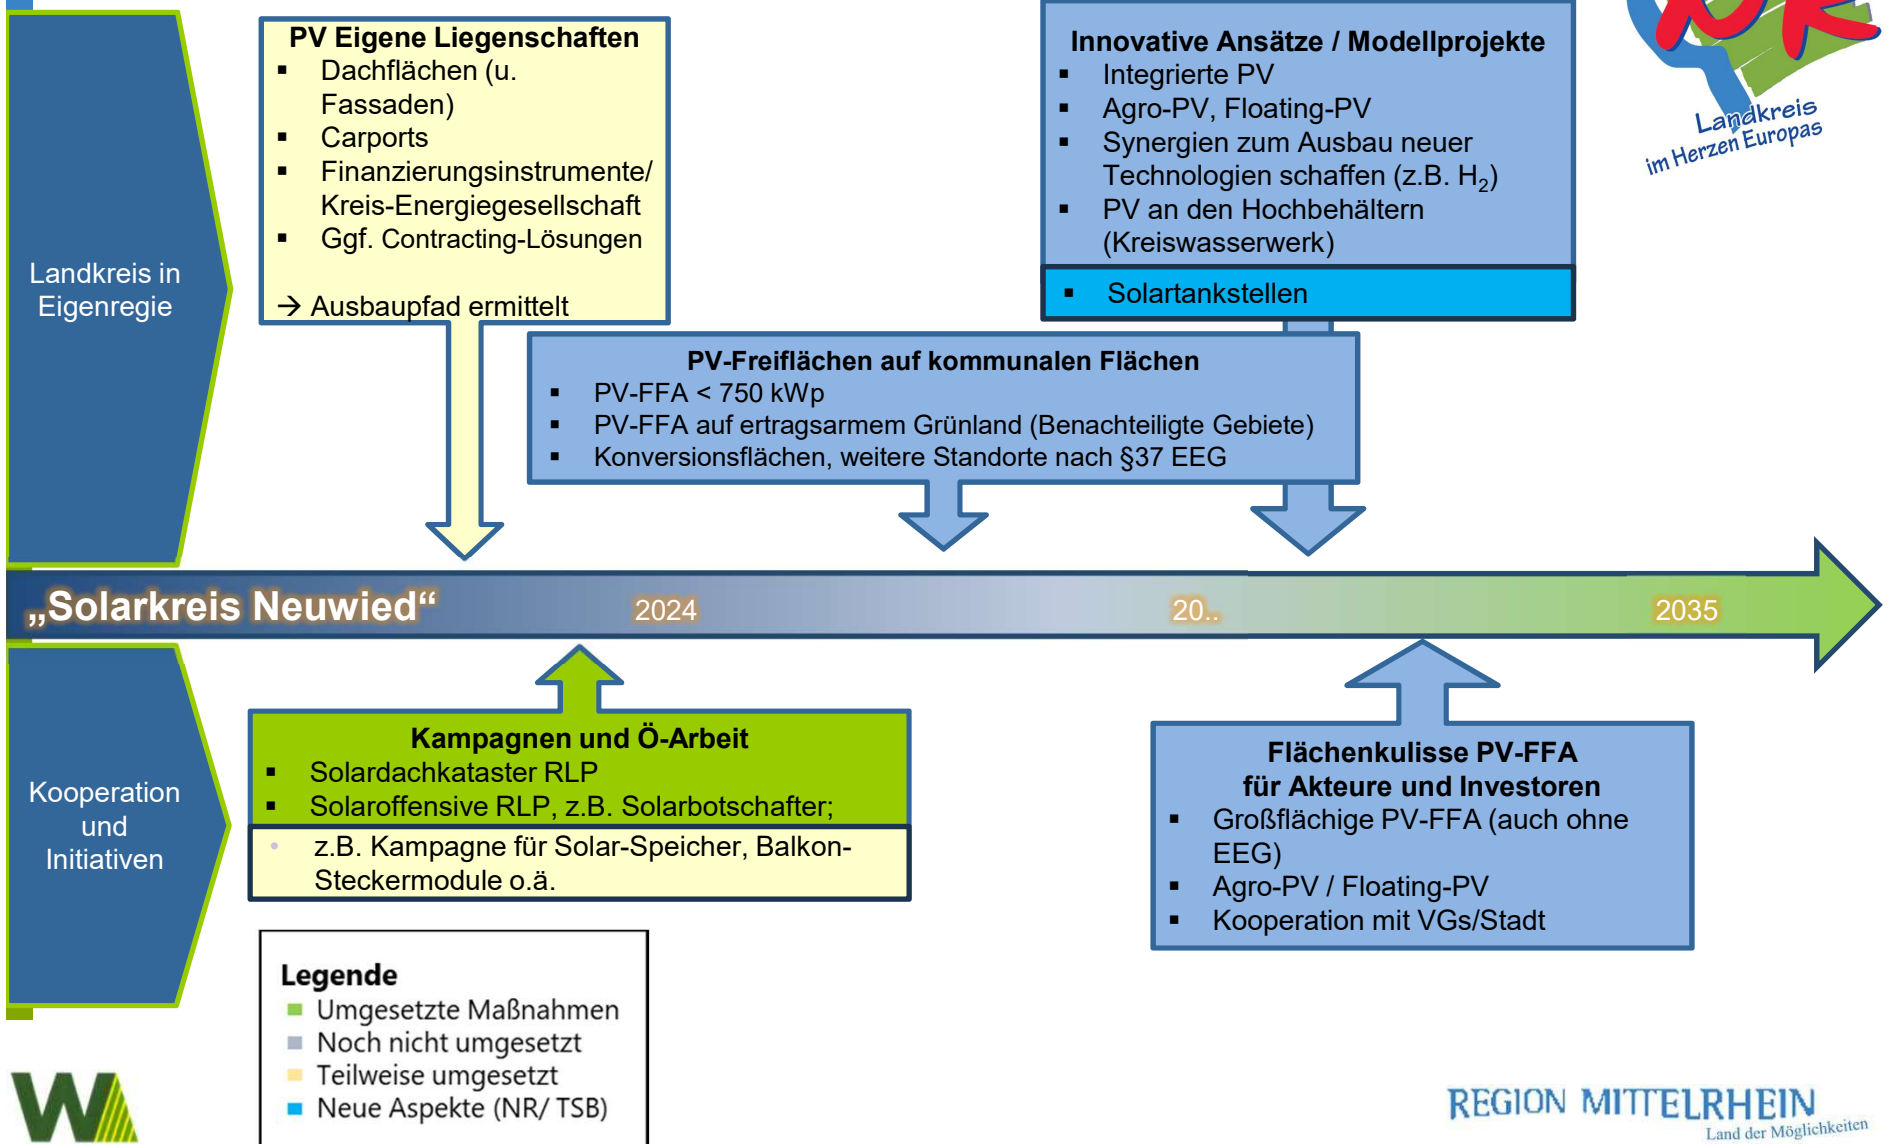 PV Eigene Liegenschaften
▪ Dachflächen (u.
Fassaden)
▪ Carports
▪ Finanzierungsinstrumente/
Kreis-Energiegesellschaft
▪ Ggf. Contracting-Lösungen
→ Ausbaupfad ermittelt
Innovative Ansätze / Modellprojekte
▪ Integrierte PV
▪ Agro-PV, Floating-PV
▪ Synergien zum Ausbau neuer
Technologien schaffen (z.B. H₂)
▪ PV an den Hochbehältern
(Kreiswasserwerk)
▪ Solartankstellen
Landkreis
im Herzen Europas
Landkreis in
Eigenregie
PV-Freiflächen auf kommunalen Flächen
▪ PV-FFA < 750 kWp
▪ PV-FFA auf ertragsarmem Grünland (Benachteiligte Gebiete)
▪ Konversionsflächen, weitere Standorte nach §37 EEG
„Solarkreis Neuwied“ 2024 20.. 2035
Kooperation
und
Initiativen
Kampagnen und Ö-Arbeit
▪ Solardachkataster RLP
▪ Solaroffensive RLP, z.B. Solarbotschafter;
• z.B. Kampagne für Solar-Speicher, Balkon-
Steckermodule o.ä.
Flächenkulisse PV-FFA
für Akteure und Investoren
▪ Großflächige PV-FFA (auch ohne
EEG)
▪ Agro-PV / Floating-PV
▪ Kooperation mit VGs/Stadt
Legende
Umgesetzte Maßnahmen
Noch nicht umgesetzt
Teilweise umgesetzt
Neue Aspekte (NR/ TSB)
REGION MITTELRHEIN
Land der Möglichkeiten